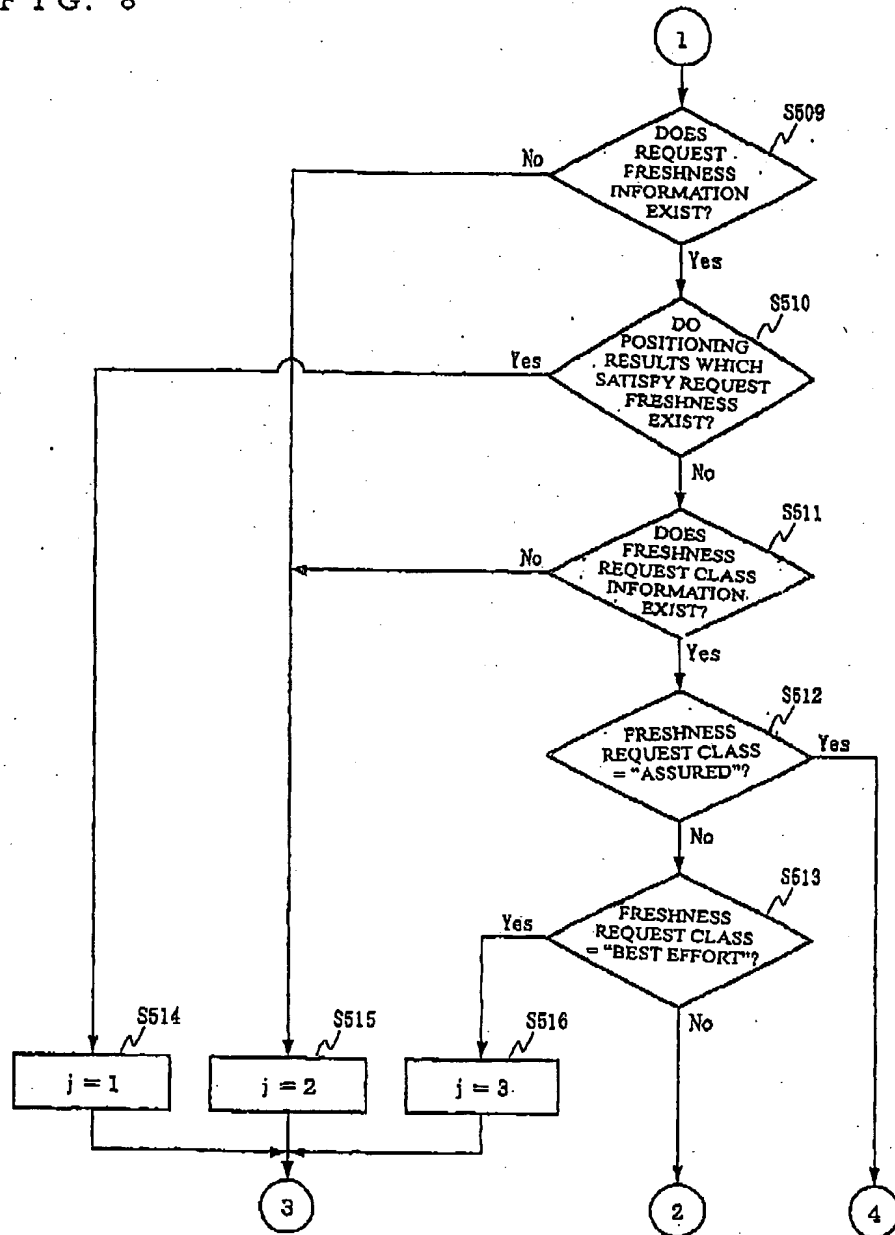 FIG. 8
1
S509
DOES
REQUEST
FRESHNESS
INFORMATION
EXIST?
No
Yes
S510
DO
POSITIONING
RESULTS WHICH
SATISFY REQUEST
FRESHNESS
EXIST?
Yes
No
S511
DOES
FRESHNESS
REQUEST CLASS
INFORMATION
EXIST?
No
Yes
S512
FRESHNESS
REQUEST CLASS
= "ASSURED"?
Yes
No
S513
FRESHNESS
REQUEST CLASS
= "BEST EFFORT"?
Yes
No
S514
j = 1
S515
j = 2
S516
j = 3
3
2
4